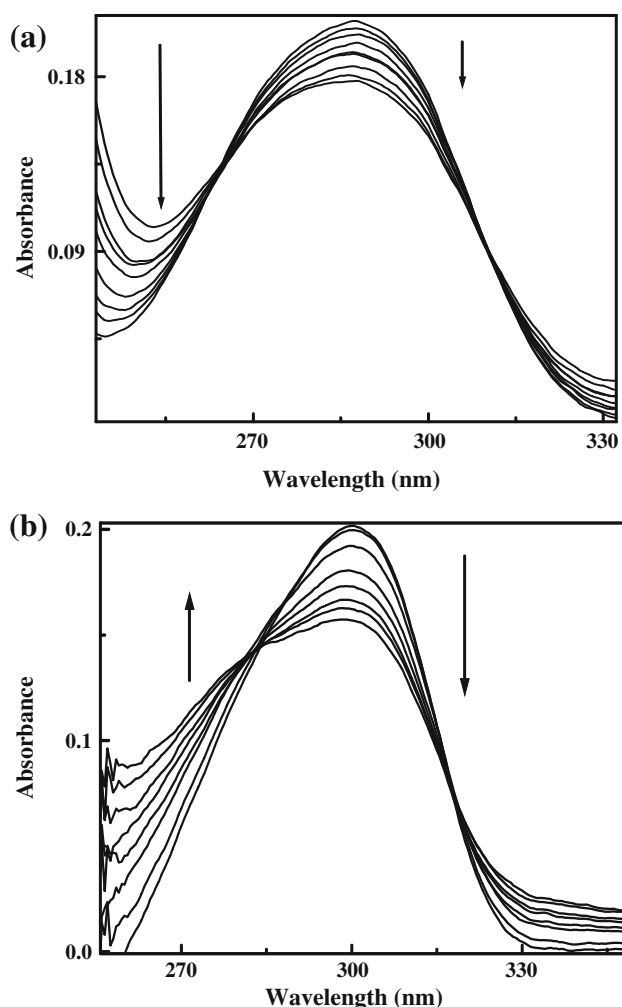 (a)
0.18
0.09
Absorbance
270 300 330
Wavelength (nm)
(b)
0.2
0.1
0.0
Absorbance
270 300 330
Wavelength (nm)